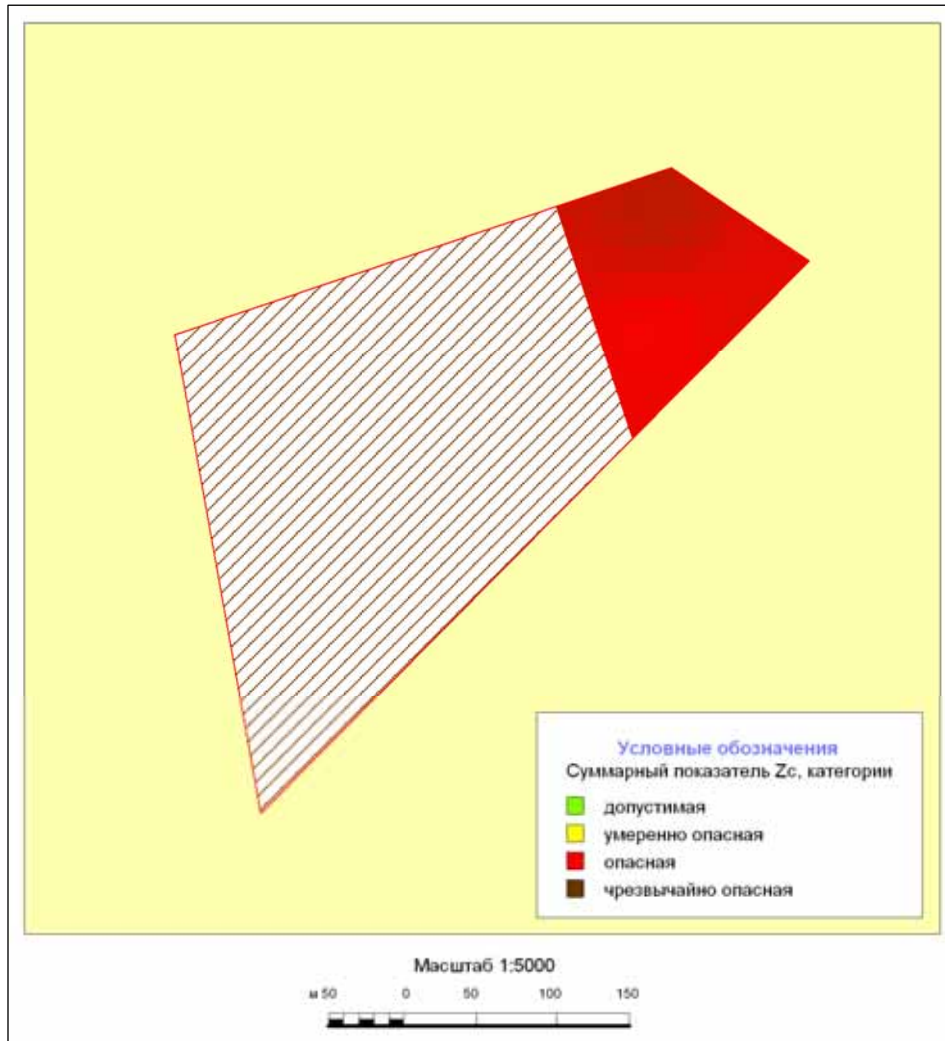 Условные обозначения
Суммарный показатель Zc, категории
допустимая
умеренно опасная
опасная
чрезвычайно опасная
Масштаб 1:5000
м 50 0 50 100 150